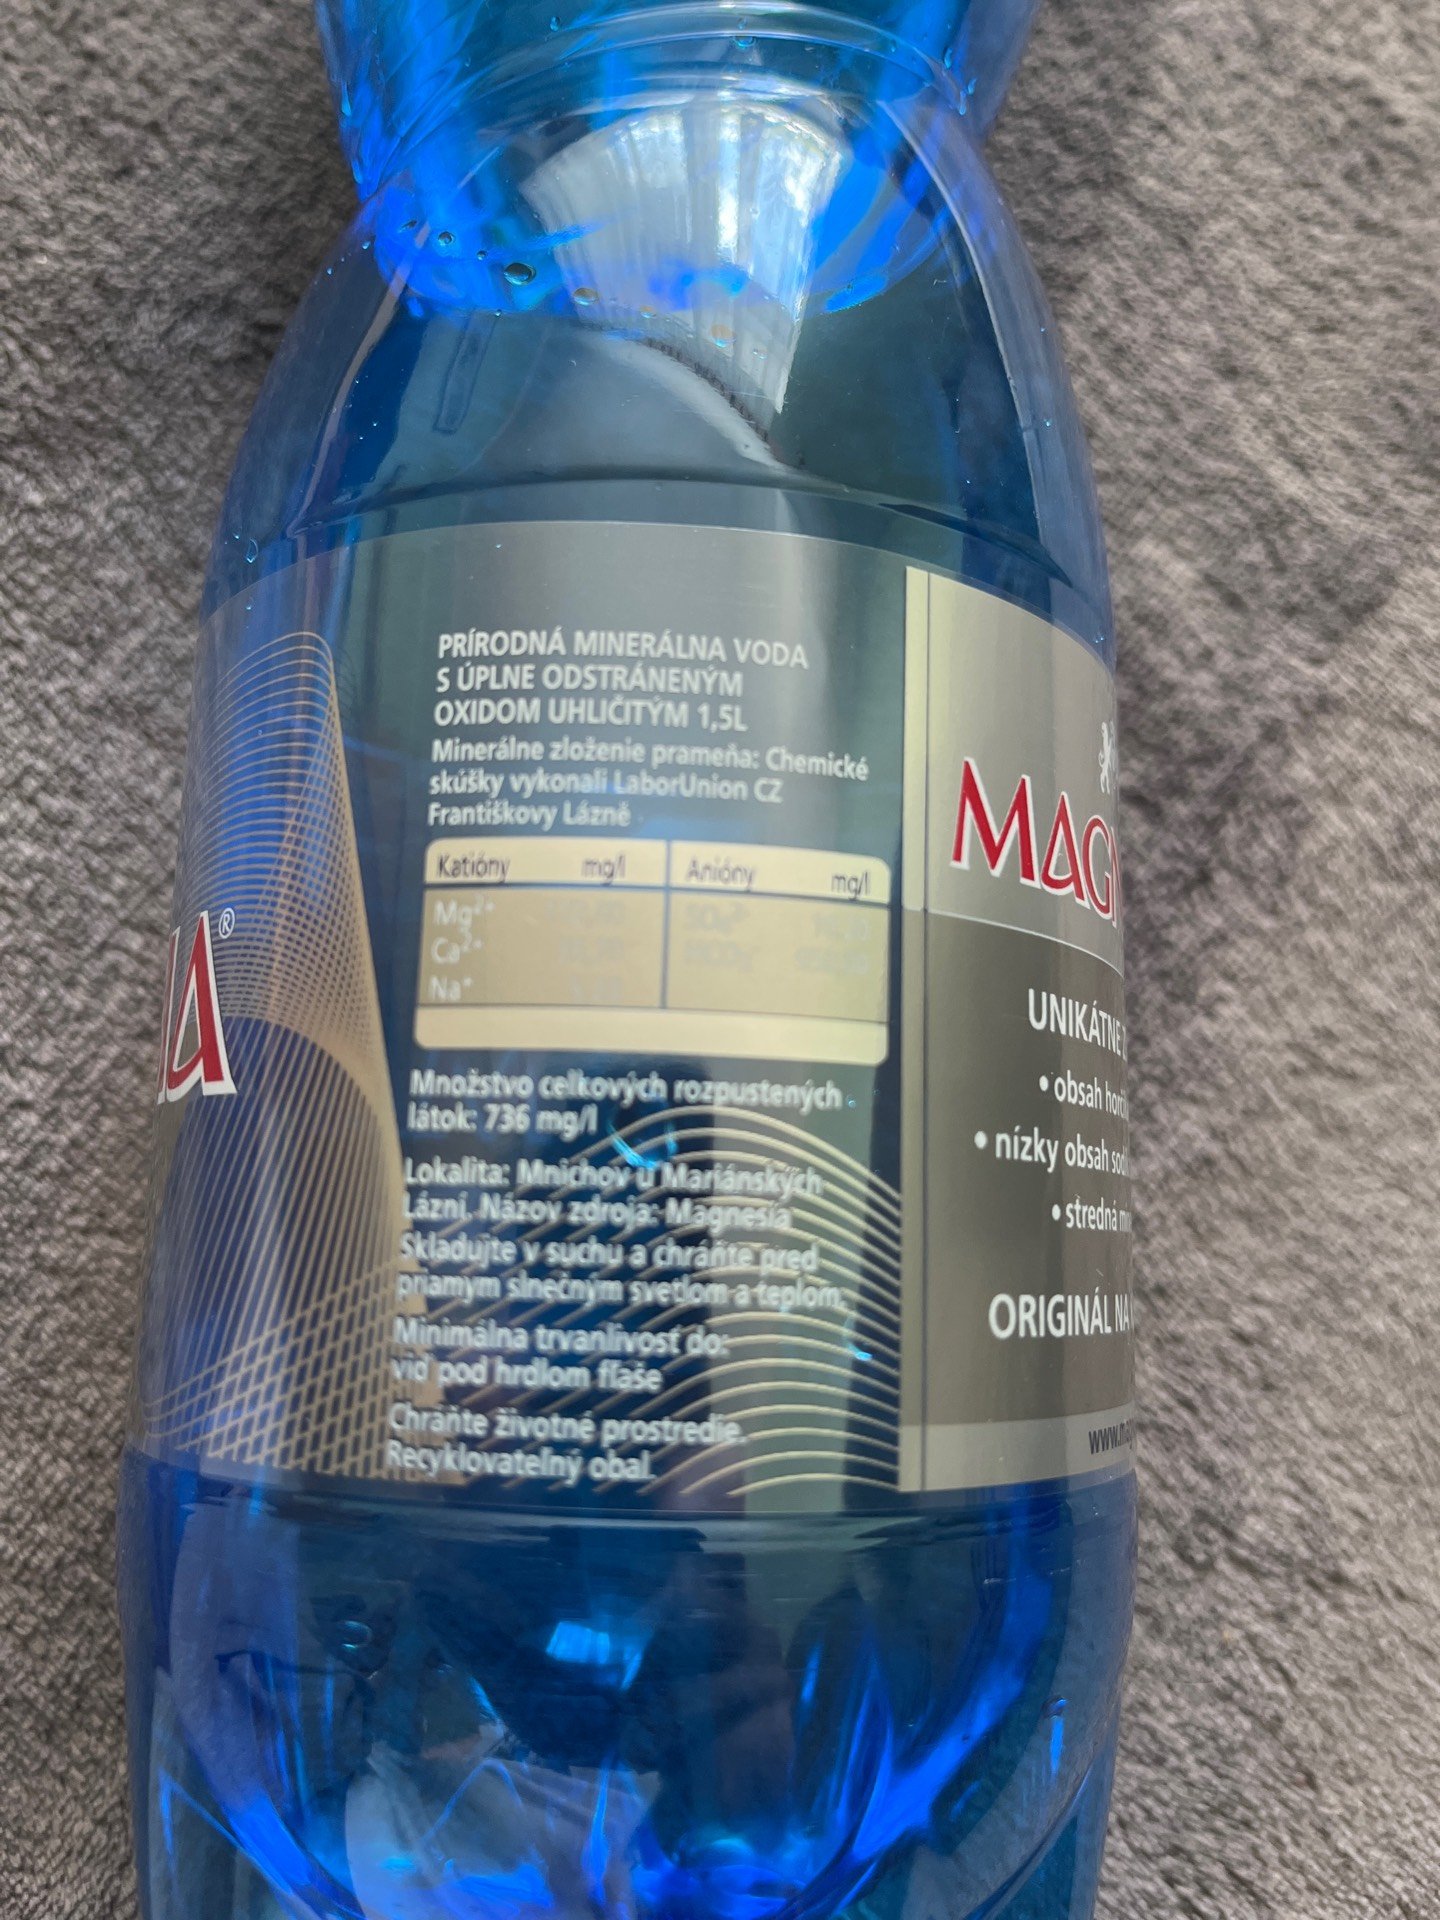 PRÍRODNÁ MINERÁLNA VODA
S ÚPLNE ODSTRÁNENÝM
OXIDOM UHLIČITÝM 1,5L
Minerálne zloženie prameňa: Chemické
skúšky vykonali LaborUnion CZ
Františkovy Lázně
Katióny mg/l Anióny mg/l
Mg²⁺
Ca²⁺
Na⁺
Množstvo celkových rozpustených
látok: 736 mg/l
Lokalita: Mnichov u Mariánských
Lázní. Názov zdroja: Magnesia
Skladujte v suchu a chráňte pred
priamym slnečným svetlom a teplom.
Minimálna trvanlivosť do:
viď pod hrdlom fľaše
Chráňte životné prostredie.
Recyklovateľný obal.
®
MAG
UNIKÁTNE
• obsah
• nízky obsah
• stredná
ORIGINÁL NA
www.